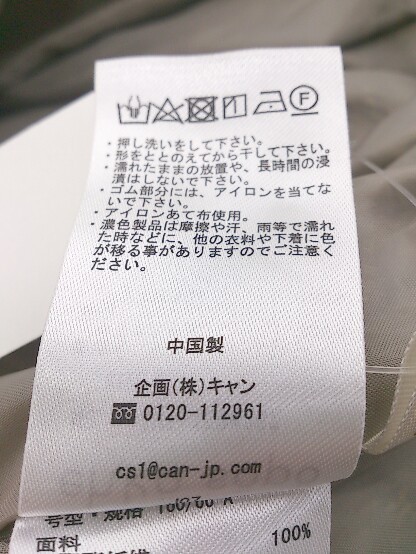 ・押し洗いをして下さい。
・形をととのえてから干して下さい。
・濡れたままの放置や、長時間の浸
漬はしないで下さい。
・ゴム部分には、アイロンを当てな
いで下さい。
・アイロンあて布使用。
・濃色製品は摩擦や汗、雨等で濡れ
た時などに、他の衣料や下着に色
が移る事がありますのでご注意く
ださい。
中国製
企画(株)キャン
0120-112961
cs1@can-jp.com
号型・规格
面料 100%